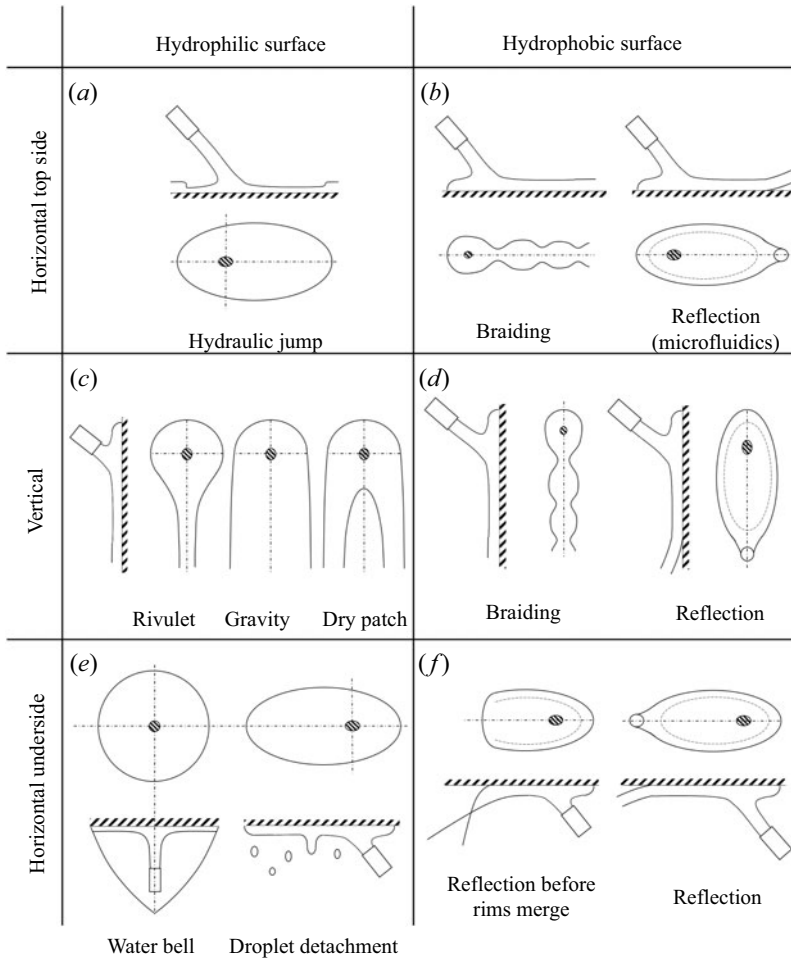 Hydrophilic surface
Hydrophobic surface
Horizontal top side
(a)
(b)
Hydraulic jump
Braiding
Reflection
(microfluidics)
Vertical
(c)
(d)
Rivulet
Gravity
Dry patch
Braiding
Reflection
Horizontal underside
(e)
(f)
Water bell
Droplet detachment
Reflection before
rims merge
Reflection